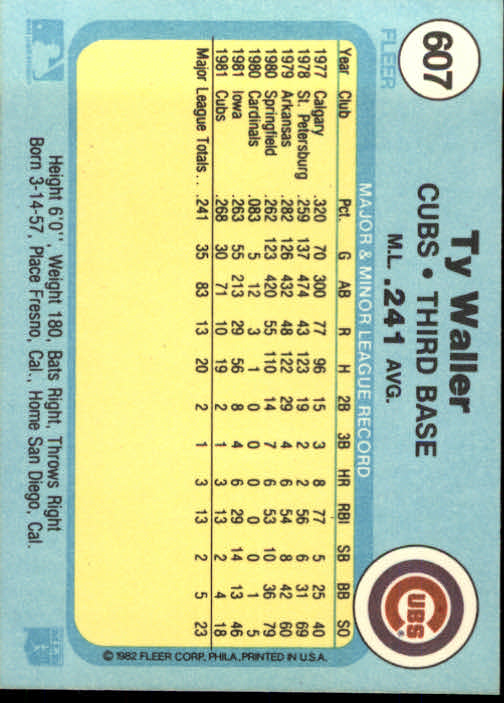 607
FLEER
Ty Waller
CUBS • THIRD BASE
M.L. .241 AVG.
CUBS
MAJOR & MINOR LEAGUE RECORD
Year Club Pct. G AB R H 2B 3B HR RBI SB BB SO
1977 Calgary .320 70 300 77 96 15 3 8 77 5 25 40
1978 St. Petersburg .259 137 474 43 123 19 2 2 56 6 31 69
1979 Arkansas .282 126 432 48 122 29 4 6 54 8 42 60
1980 Springfield .262 123 420 55 110 14 7 6 53 10 36 79
1980 Cardinals .083 5 12 3 1 0 0 0 0 0 1 5
1981 Iowa .263 55 213 29 56 8 4 6 29 14 13 46
1981 Cubs .268 30 71 10 19 2 1 3 13 2 4 18
Major League Totals . . .241 35 83 13 20 2 1 3 13 2 5 23
© 1982 FLEER CORP., PHILA., PRINTED IN U.S.A.
Height 6'0'', Weight 180, Bats Right, Throws Right
Born 3-14-57, Place Fresno, Cal., Home San Diego, Cal.